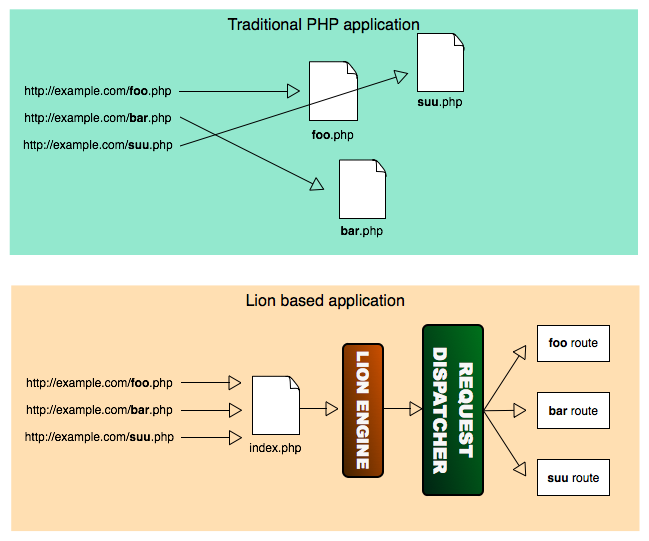 Traditional PHP application
http://example.com/foo.php
http://example.com/bar.php
http://example.com/suu.php
foo.php
suu.php
bar.php
Lion based application
http://example.com/foo.php
http://example.com/bar.php
http://example.com/suu.php
index.php
LION ENGINE
REQUEST
DISPATCHER
foo route
bar route
suu route